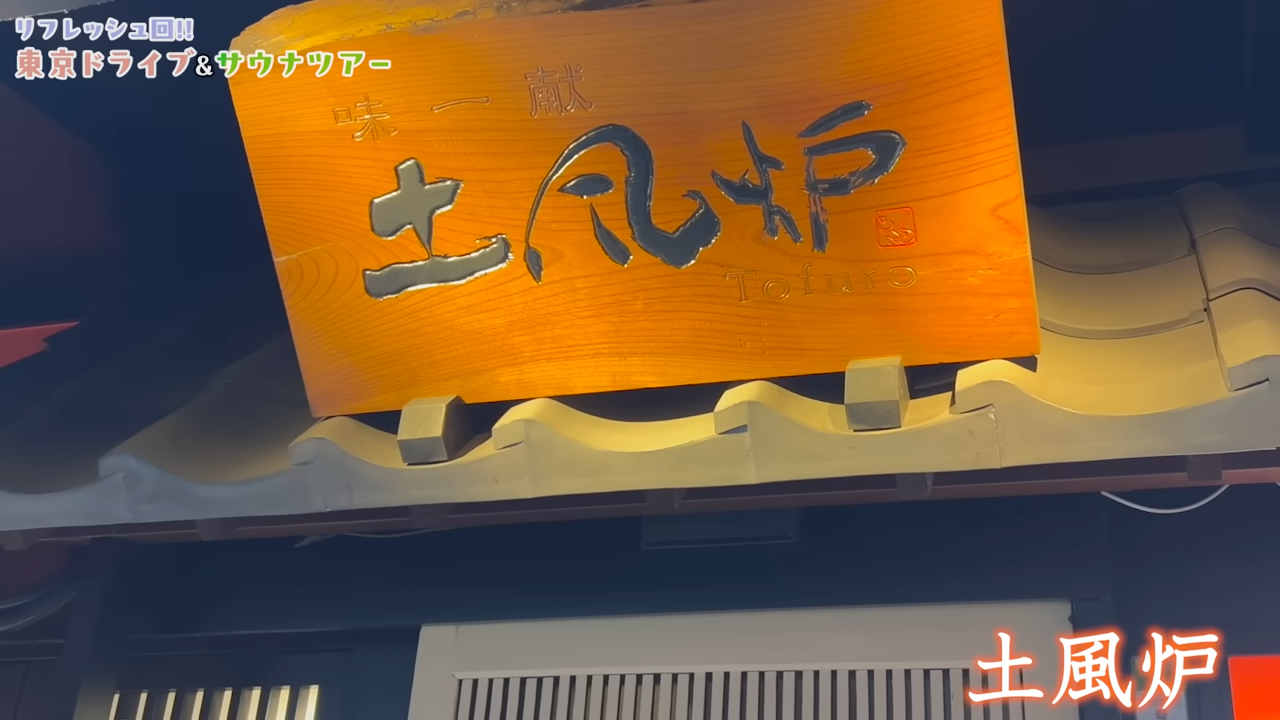 リフレッシュ回!!
東京ドライブ&サウナツアー
味一献
土風炉
Tofuro
土風炉